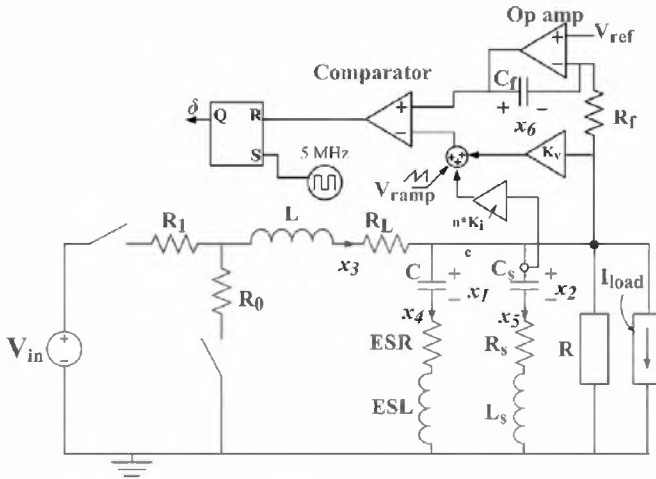 Op amp
V_ref
Comparator
C_f
+ −
x_6
R_f
δ
Q R
S
5 MHz
K_v
V_ramp
n*K_i
R_1
L
R_L
x_3
e
R_0
C
+
−
x_1
C_s
+
−
x_2
I_load
x_4
x_5
V_in
+
−
ESR
R_s
R
ESL
L_s